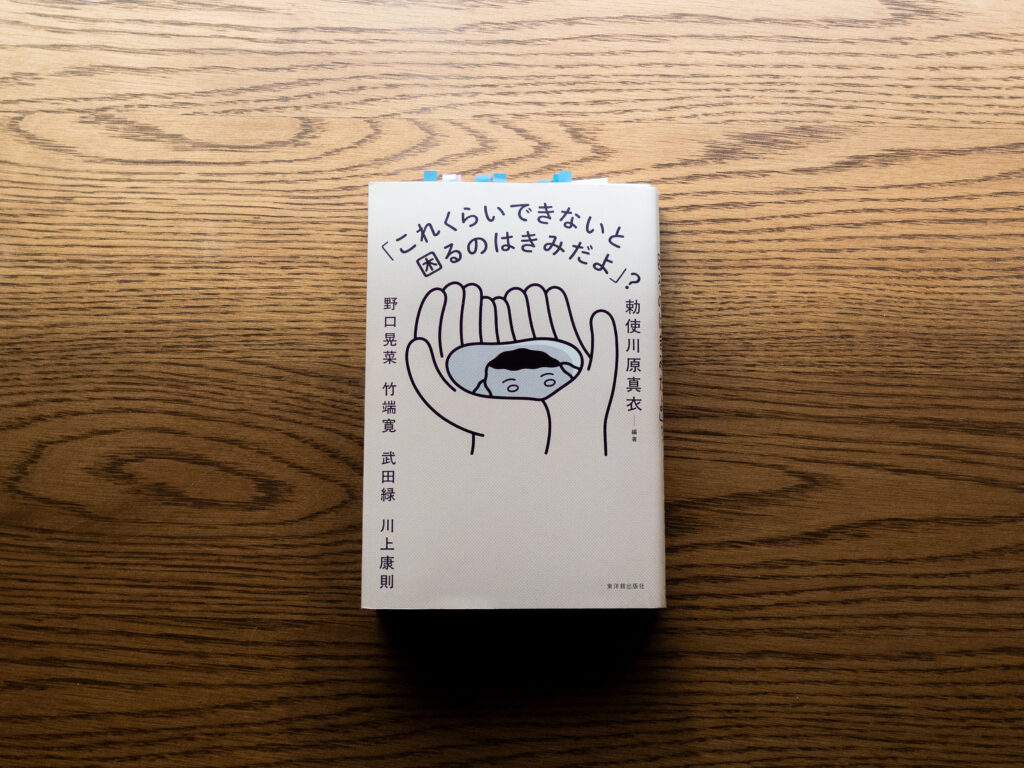 「これくらいできないと
困るのはきみだよ」?
勅使川原真衣 編著
野口晃菜 竹端寛 武田緑 川上康則
東洋館出版社